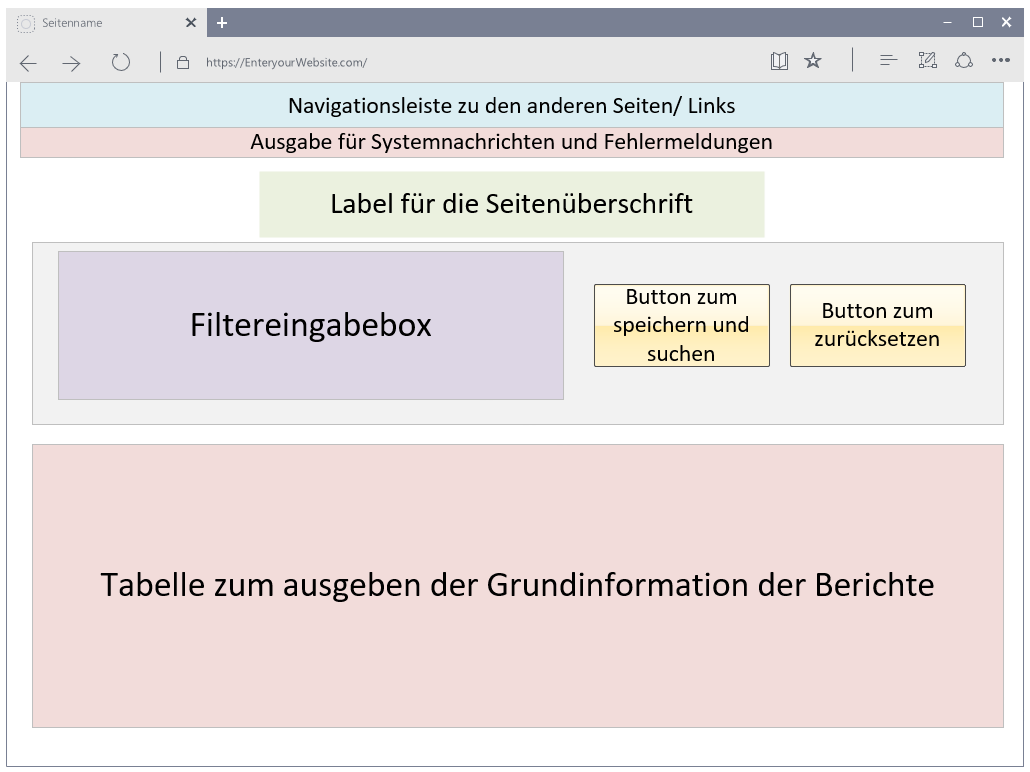 Seitenname
https://EnteryourWebsite.com/
Navigationsleiste zu den anderen Seiten/ Links
Ausgabe für Systemnachrichten und Fehlermeldungen
Label für die Seitenüberschrift
Filtereingabebox
Button zum
speichern und
suchen
Button zum
zurücksetzen
Tabelle zum ausgeben der Grundinformation der Berichte